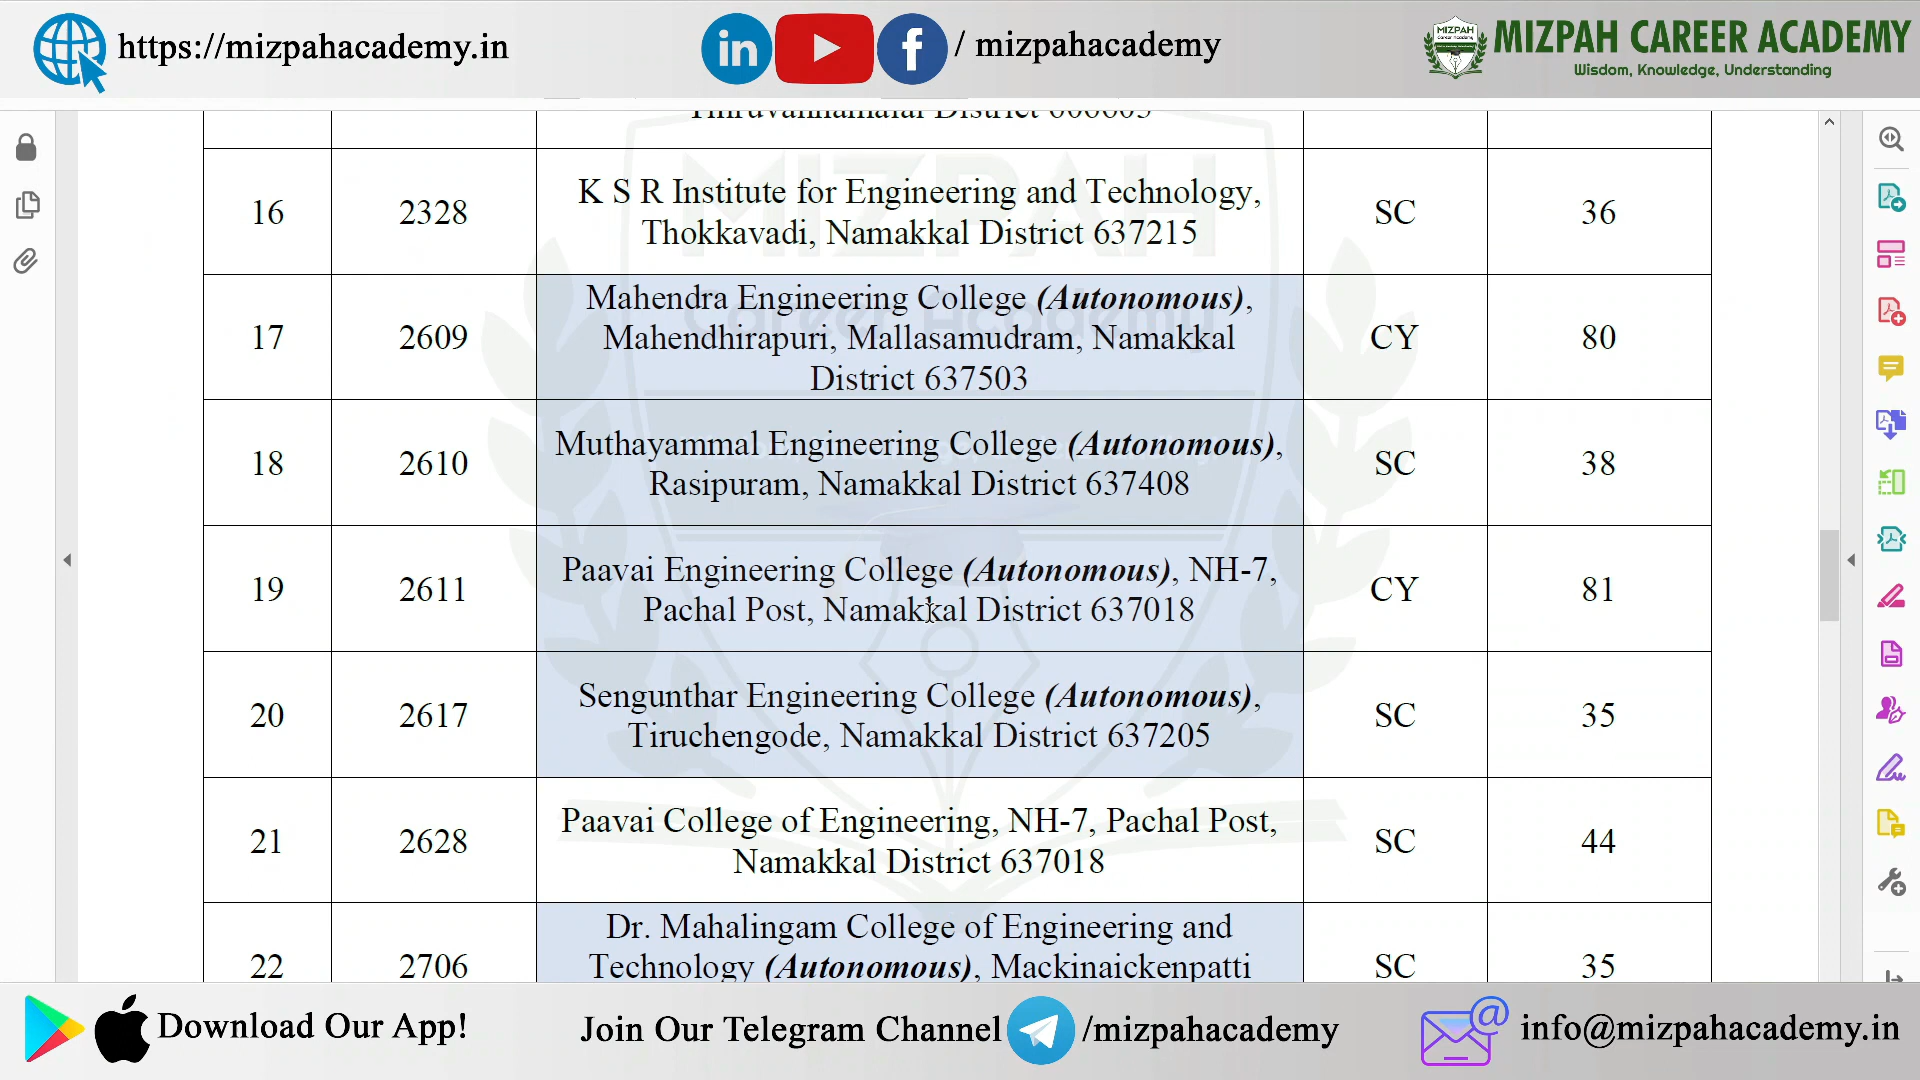 https://mizpahacademy.in
/ mizpahacademy
MIZPAH CAREER ACADEMY
Wisdom, Knowledge, Understanding
16 2328 K S R Institute for Engineering and Technology, SC 36
Thokkavadi, Namakkal District 637215
Mahendra Engineering College (Autonomous),
17 2609 Mahendhirapuri, Mallasamudram, Namakkal CY 80
District 637503
18 2610 Muthayammal Engineering College (Autonomous), SC 38
Rasipuram, Namakkal District 637408
19 2611 Paavai Engineering College (Autonomous), NH-7, CY 81
Pachal Post, Namakkal District 637018
20 2617 Sengunthar Engineering College (Autonomous), SC 35
Tiruchengode, Namakkal District 637205
21 2628 Paavai College of Engineering, NH-7, Pachal Post, SC 44
Namakkal District 637018
Dr. Mahalingam College of Engineering and
22 2706 Technology (Autonomous), Mackinaickenpatti SC 35
Download Our App!
Join Our Telegram Channel /mizpahacademy
info@mizpahacademy.in